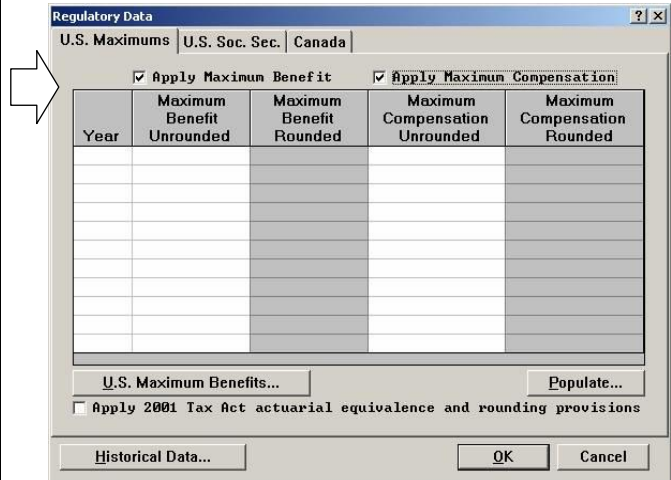 Regulatory Data
U.S. Maximums U.S. Soc. Sec. Canada
Apply Maximum Benefit Apply Maximum Compensation
Year Maximum Benefit Unrounded Maximum Benefit Rounded Maximum Compensation Unrounded Maximum Compensation Rounded
U.S. Maximum Benefits... Populate...
Apply 2001 Tax Act actuarial equivalence and rounding provisions
Historical Data... OK Cancel